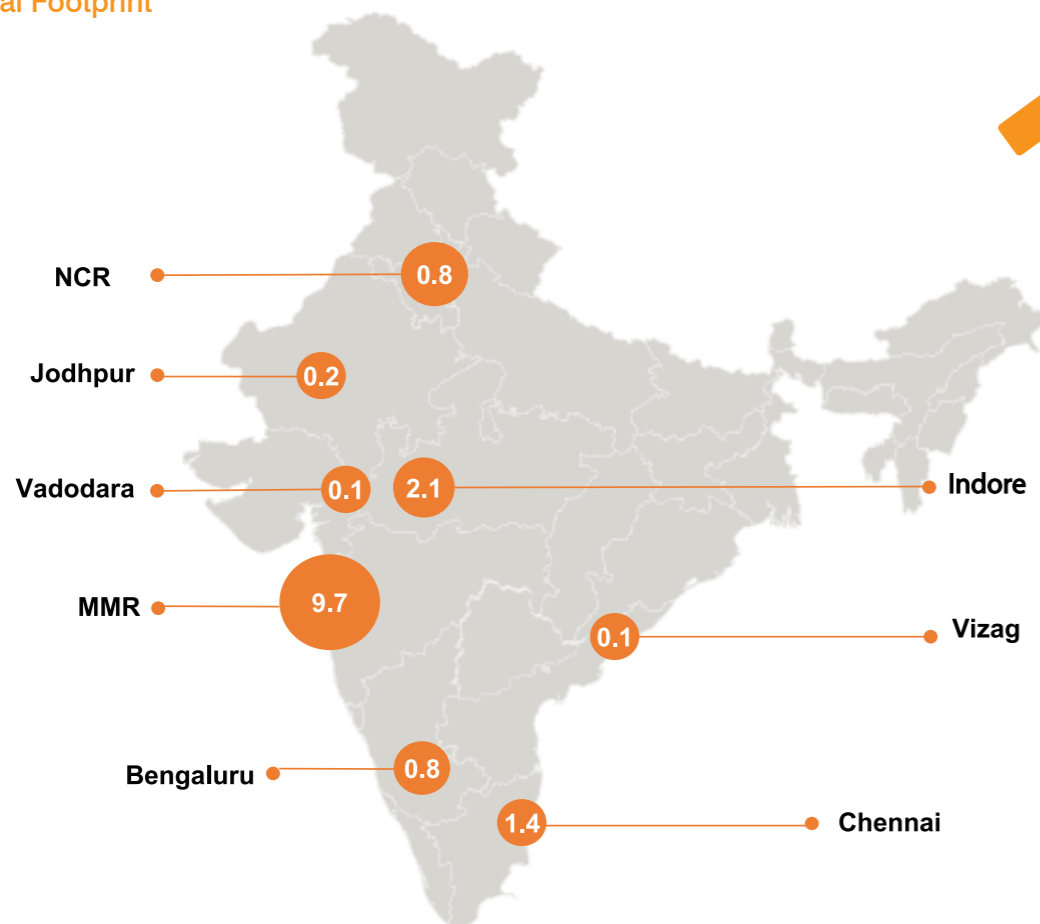 al Footprint
NCR
0.8
Jodhpur
0.2
Vadodara
0.1
2.1
Indore
MMR
9.7
0.1
Vizag
Bengaluru
0.8
1.4
Chennai